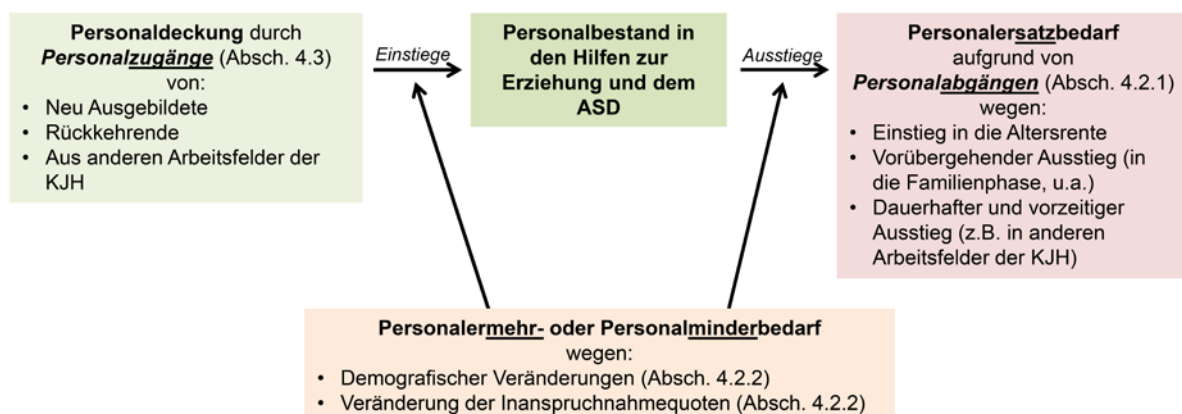 Personaldeckung durch
Personalzugänge (Absch. 4.3)
von:
• Neu Ausgebildete
• Rückkehrende
• Aus anderen Arbeitsfelder der
KJH
Einstiege
Personalbestand in
den Hilfen zur
Erziehung und dem
ASD
Ausstiege
Personalersatzbedarf
aufgrund von
Personalabgängen (Absch. 4.2.1)
wegen:
• Einstieg in die Altersrente
• Vorübergehender Ausstieg (in
die Familienphase, u.a.)
• Dauerhafter und vorzeitiger
Ausstieg (z.B. in anderen
Arbeitsfelder der KJH)
Personalermehr- oder Personalminderbedarf
wegen:
• Demografischer Veränderungen (Absch. 4.2.2)
• Veränderung der Inanspruchnahmequoten (Absch. 4.2.2)